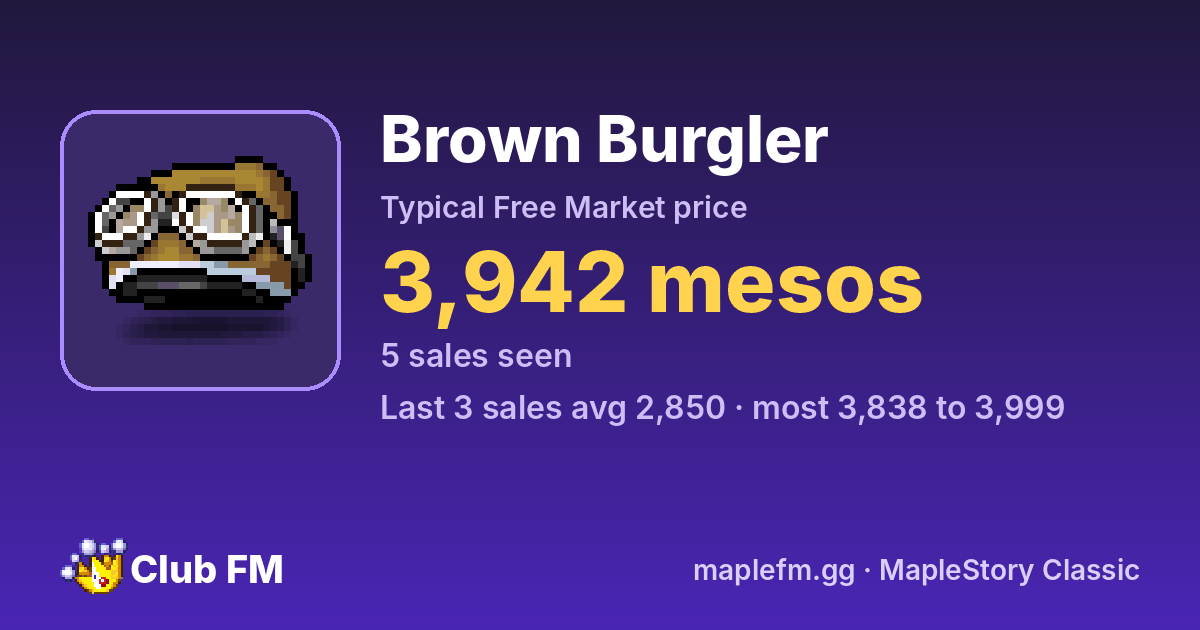 Brown Burgler
Typical Free Market price
3,942 mesos
5 sales seen
Last 3 sales avg 2,850 · most 3,838 to 3,999
Club FM
maplefm.gg · MapleStory Classic